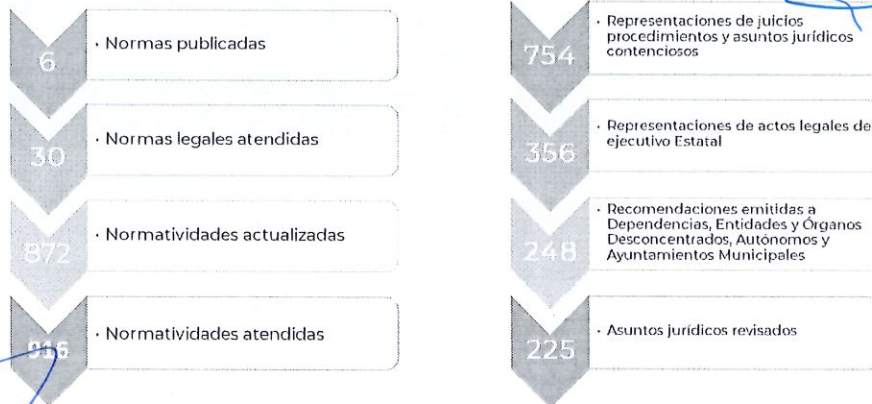 6
· Normas publicadas
30
· Normas legales atendidas
872
· Normatividades actualizadas
916
· Normatividades atendidas
754
· Representaciones de juicios
procedimientos y asuntos jurídicos
contenciosos
356
· Representaciones de actos legales de
ejecutivo Estatal
248
· Recomendaciones emitidas a
Dependencias, Entidades y Órganos
Desconcentrados, Autónomos y
Ayuntamientos Municipales
225
· Asuntos jurídicos revisados